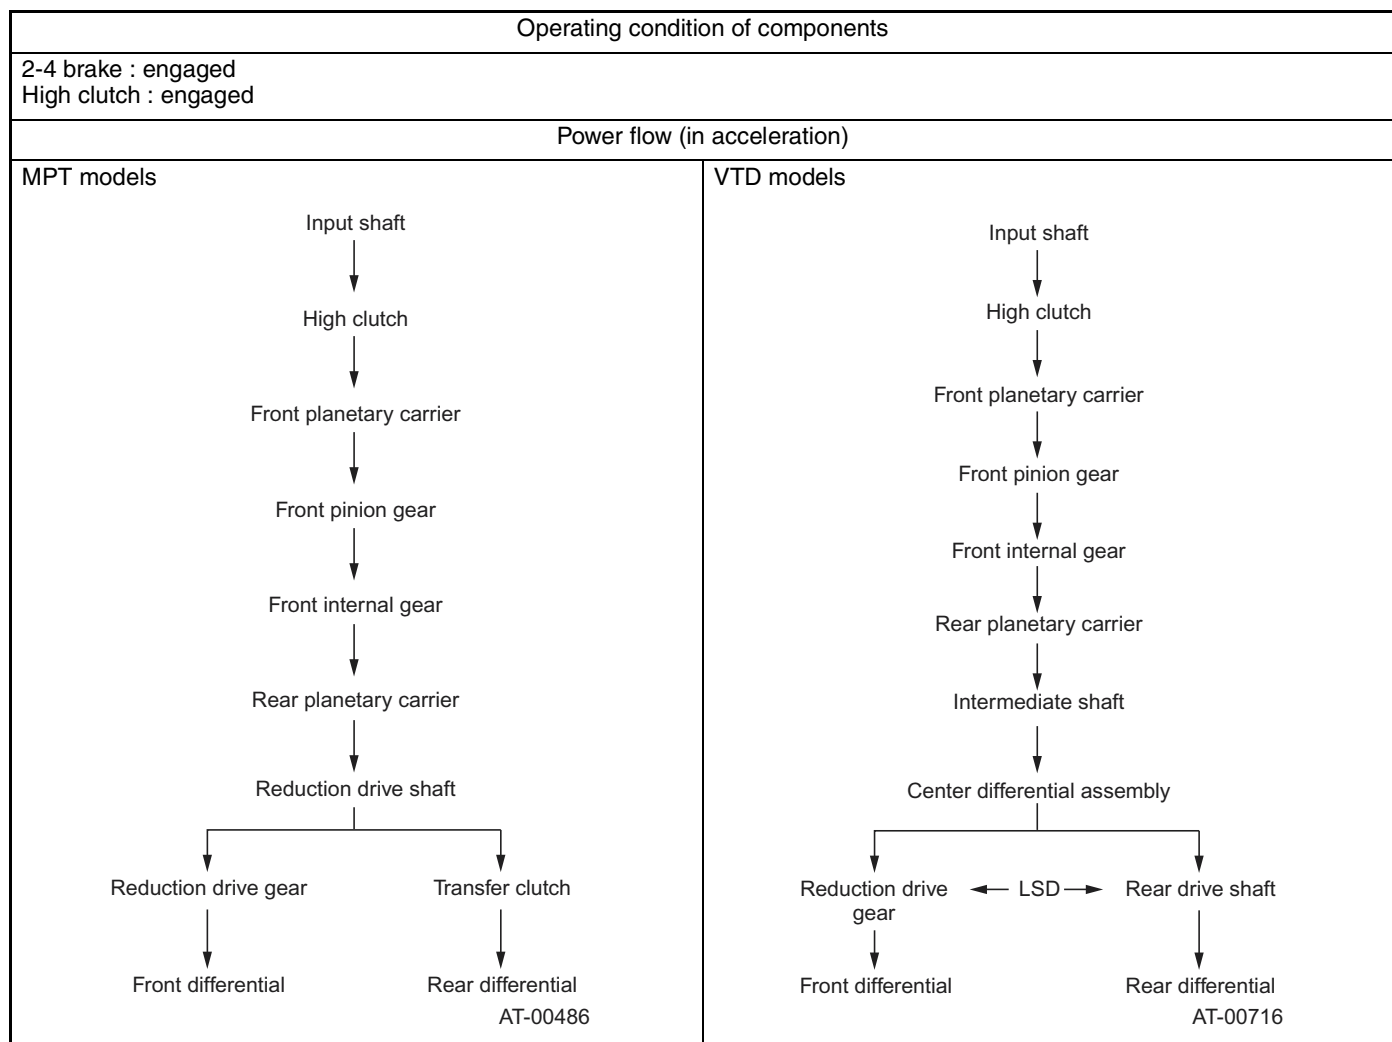 Operating condition of components
2-4 brake : engaged
High clutch : engaged
Power flow (in acceleration)
MPT models
Input shaft
High clutch
Front planetary carrier
Front pinion gear
Front internal gear
Rear planetary carrier
Reduction drive shaft
Reduction drive gear
Transfer clutch
Front differential
Rear differential
AT-00486
VTD models
Input shaft
High clutch
Front planetary carrier
Front pinion gear
Front internal gear
Rear planetary carrier
Intermediate shaft
Center differential assembly
Reduction drive
gear
LSD
Rear drive shaft
Front differential
Rear differential
AT-00716